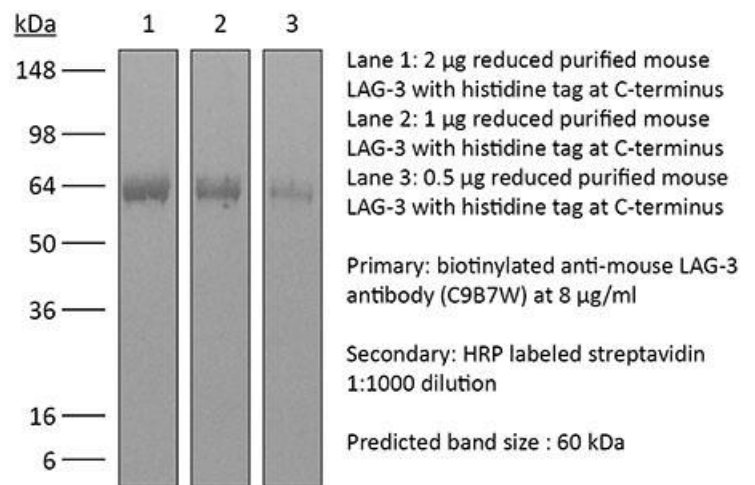 kDa 1 2 3
148
98
64
50
36
16
6
Lane 1: 2 µg reduced purified mouse
LAG-3 with histidine tag at C-terminus
Lane 2: 1 µg reduced purified mouse
LAG-3 with histidine tag at C-terminus
Lane 3: 0.5 µg reduced purified mouse
LAG-3 with histidine tag at C-terminus
Primary: biotinylated anti-mouse LAG-3
antibody (C9B7W) at 8 µg/ml
Secondary: HRP labeled streptavidin
1:1000 dilution
Predicted band size : 60 kDa